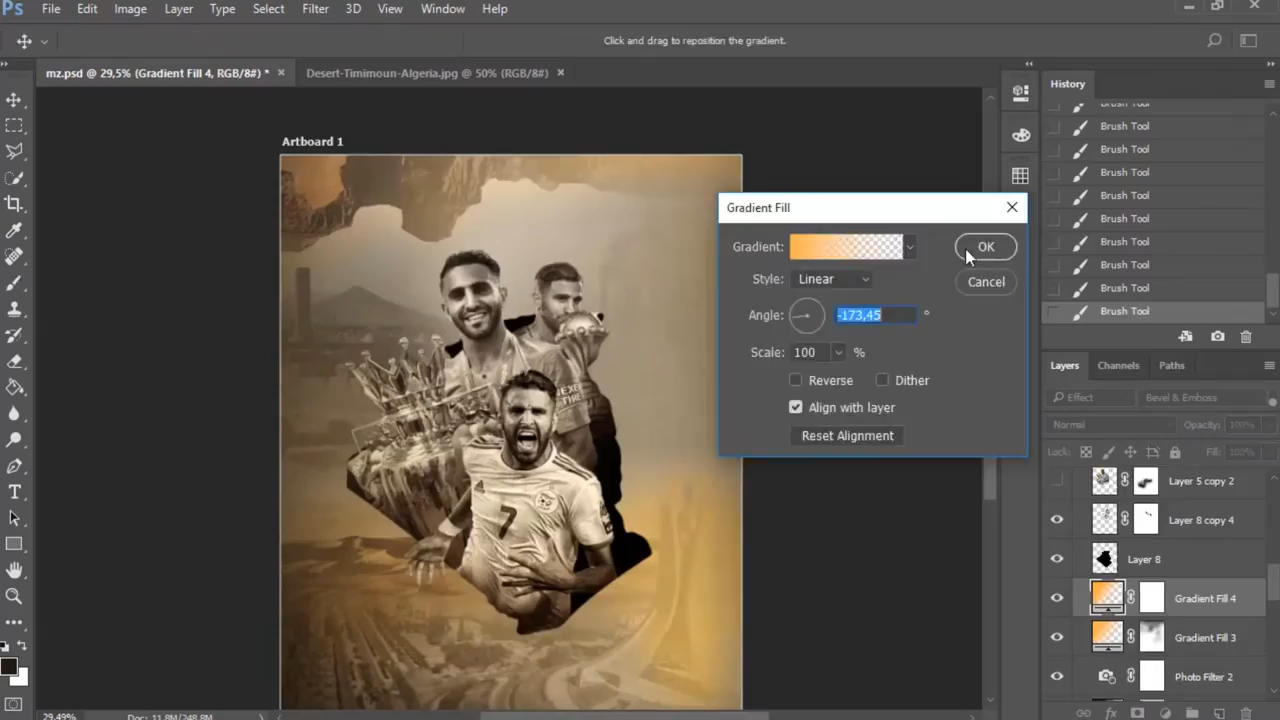 Ps File Edit Image Layer Type Select Filter 3D View Window Help
Click and drag to reposition the gradient.
mz.psd @ 29,5% (Gradient Fill 4, RGB/8#) * ×
Desert-Timimoun-Algeria.jpg @ 50% (RGB/8#) ×
Artboard 1
NEXEN
TIRE
7
29.49%
Doc: 11.8M/248.8M
Gradient Fill
Gradient:
OK
Style: Linear
Cancel
Angle: -173,45 °
Scale: 100 %
Reverse Dither
Align with layer
Reset Alignment
History
Brush Tool
Brush Tool
Brush Tool
Brush Tool
Brush Tool
Brush Tool
Brush Tool
Brush Tool
Brush Tool
Brush Tool
Layers Channels Paths
Effect Bevel & Emboss
Normal Opacity: 100%
Lock: Fill: 100%
Layer 5 copy 2
Layer 8 copy 4
Layer 8
Gradient Fill 4
Gradient Fill 3
Photo Filter 2